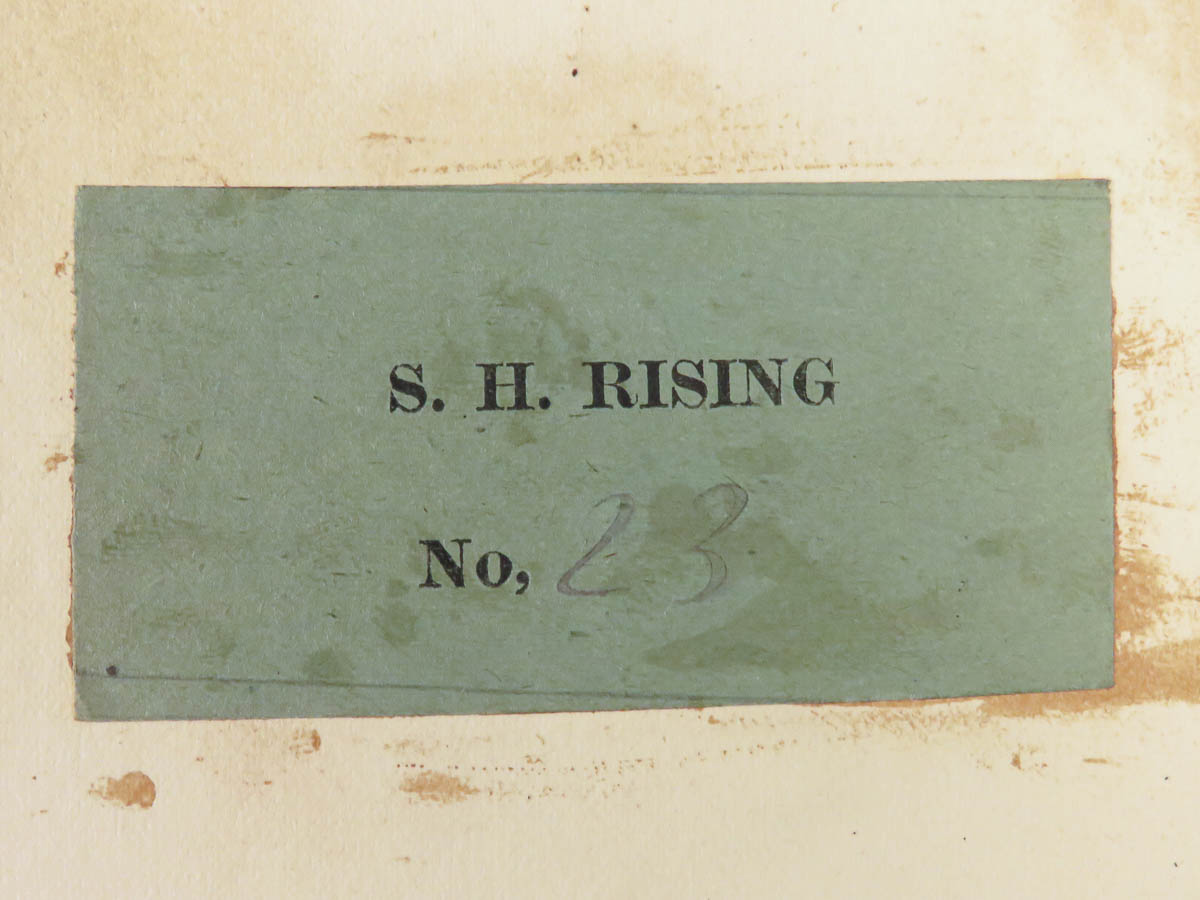 S. H. RISING
No, 23